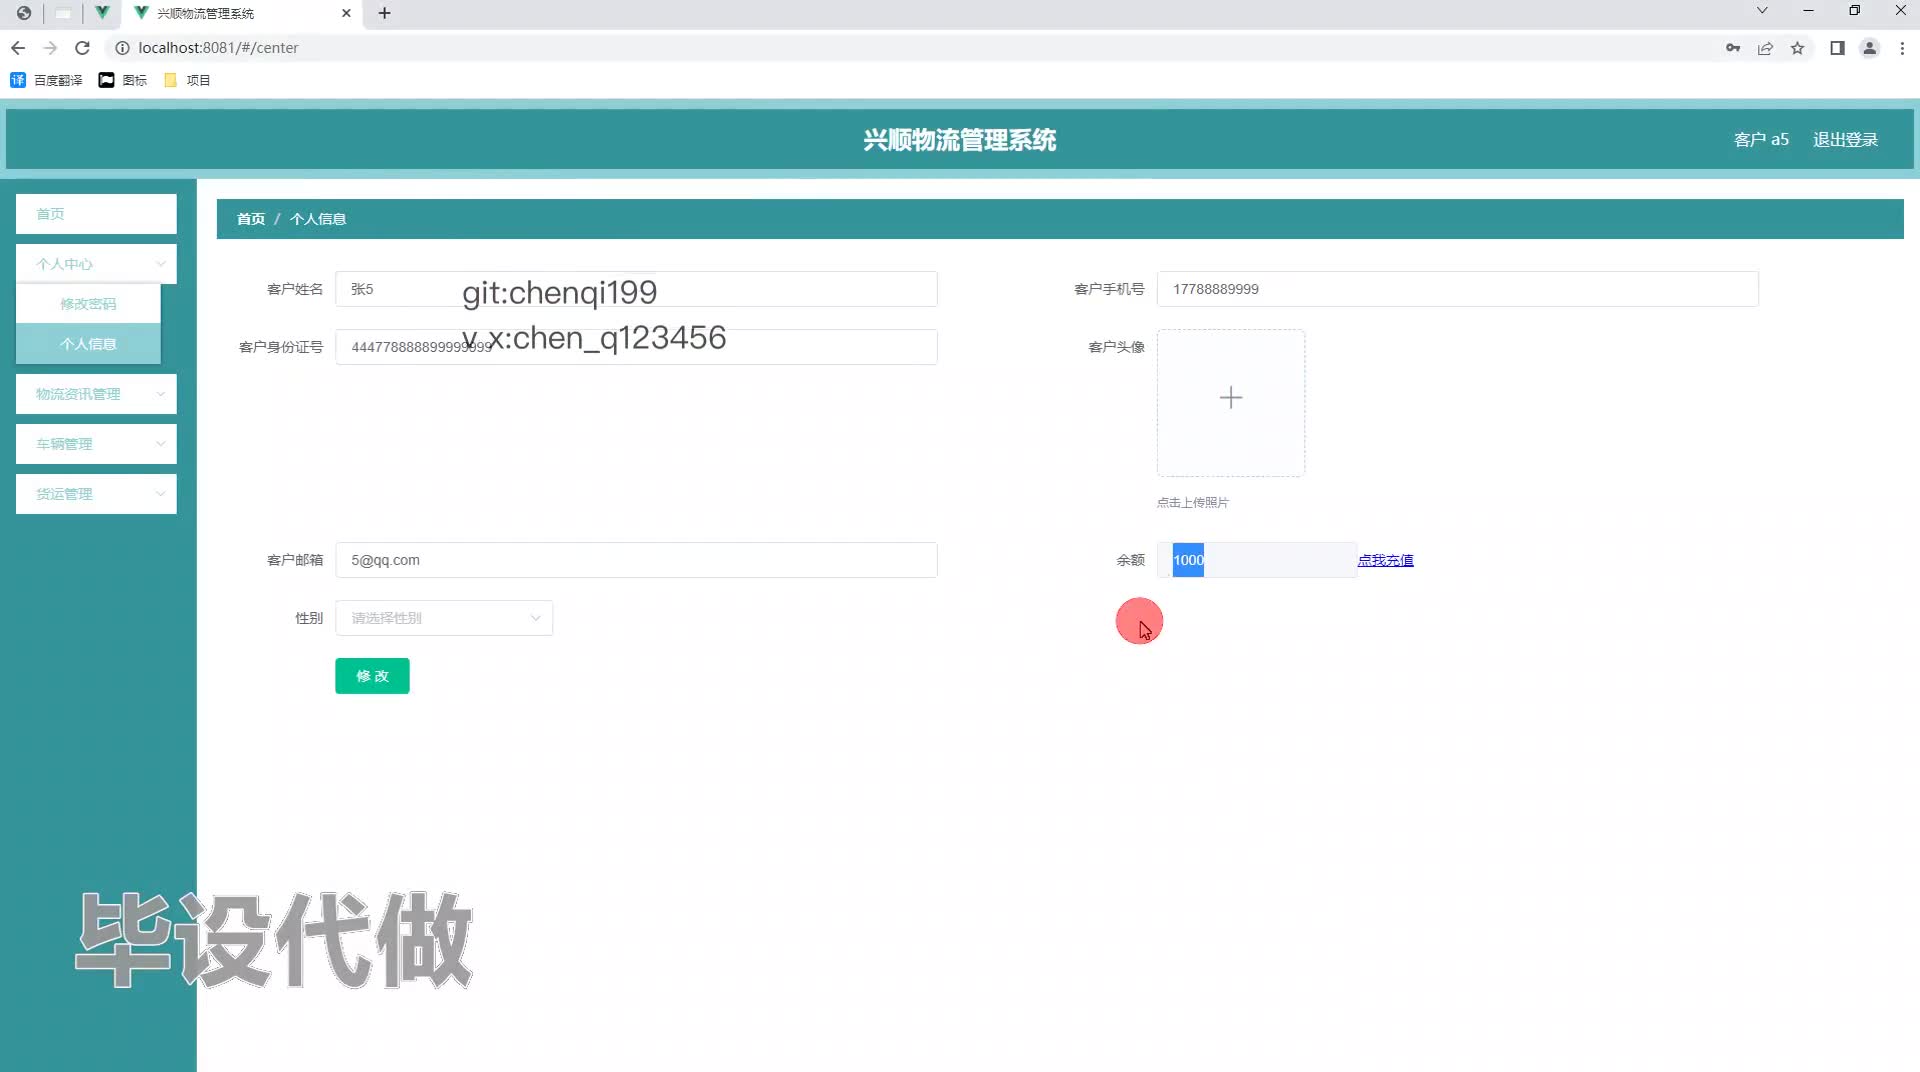 兴顺物流管理系统
localhost:8081/#/center
百度翻译
图标
项目
兴顺物流管理系统
客户 a5
退出登录
首页
个人中心
修改密码
个人信息
物流资讯管理
车辆管理
货运管理
首页 / 个人信息
客户姓名
张5
git:chenqi199
客户手机号
17788889999
客户身份证号
444778888899999999
v x:chen_q123456
客户头像
点击上传照片
客户邮箱
5@qq.com
余额
1000
点我充值
性别
请选择性别
修 改
毕设代做